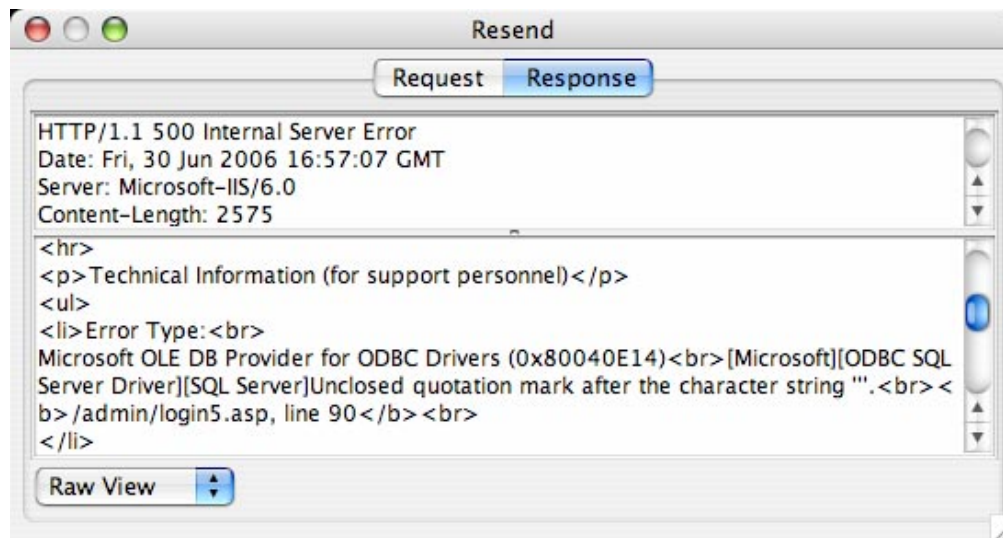 Resend
Request Response
HTTP/1.1 500 Internal Server Error
Date: Fri, 30 Jun 2006 16:57:07 GMT
Server: Microsoft-IIS/6.0
Content-Length: 2575
<hr>
<p>Technical Information (for support personnel)</p>
<ul>
<li>Error Type:<br>
Microsoft OLE DB Provider for ODBC Drivers (0x80040E14)<br>[Microsoft][ODBC SQL
Server Driver][SQL Server]Unclosed quotation mark after the character string '''.<br><
b>/admin/login5.asp, line 90</b><br>
</li>
Raw View